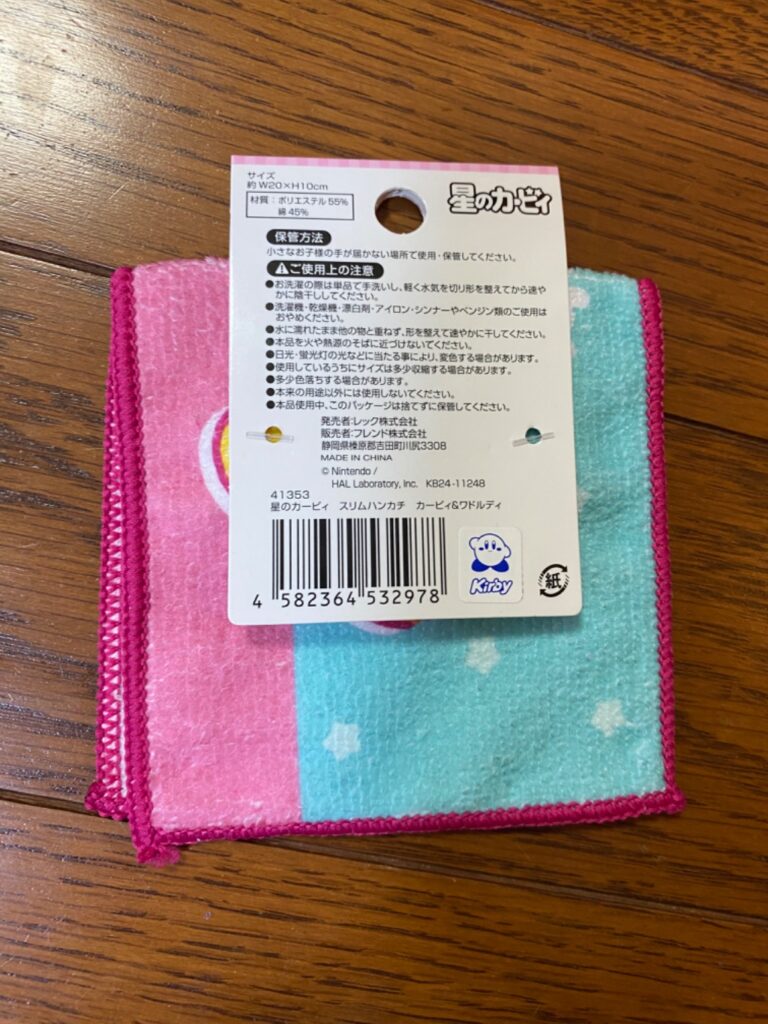 サイズ
約 W20×H10cm
材質：ポリエステル 55%
綿 45%
星のカービィ
保管方法
小さなお子様の手が届かない場所で使用・保管してください。
⚠ご使用上の注意
●お洗濯の際は単品で手洗いし、軽く水気を切り形を整えてから速や
かに陰干ししてください。
●洗濯機・乾燥機・漂白剤・アイロン・シンナーやベンジン類のご使用は
おやめください。
●水に濡れたまま他の物と重ねず、形を整えて速やかに干してください。
●本品を火や熱源のそばに近づけないでください。
●日光・蛍光灯の光などに当たる事により、変色する場合があります。
●使用しているうちにサイズは多少収縮する場合があります。
●多少色落ちする場合があります。
●本来の用途以外には使用しないでください。
●本品使用中、このパッケージは捨てずに保管してください。
発売者：レック株式会社
販売者：フレンド株式会社
静岡県榛原郡吉田町川尻3308
MADE IN CHINA
© Nintendo /
HAL Laboratory, Inc. KB24-11248
41353
星のカービィ スリムハンカチ カービィ&ワドルディ
4 582364 532978
Kirby
紙